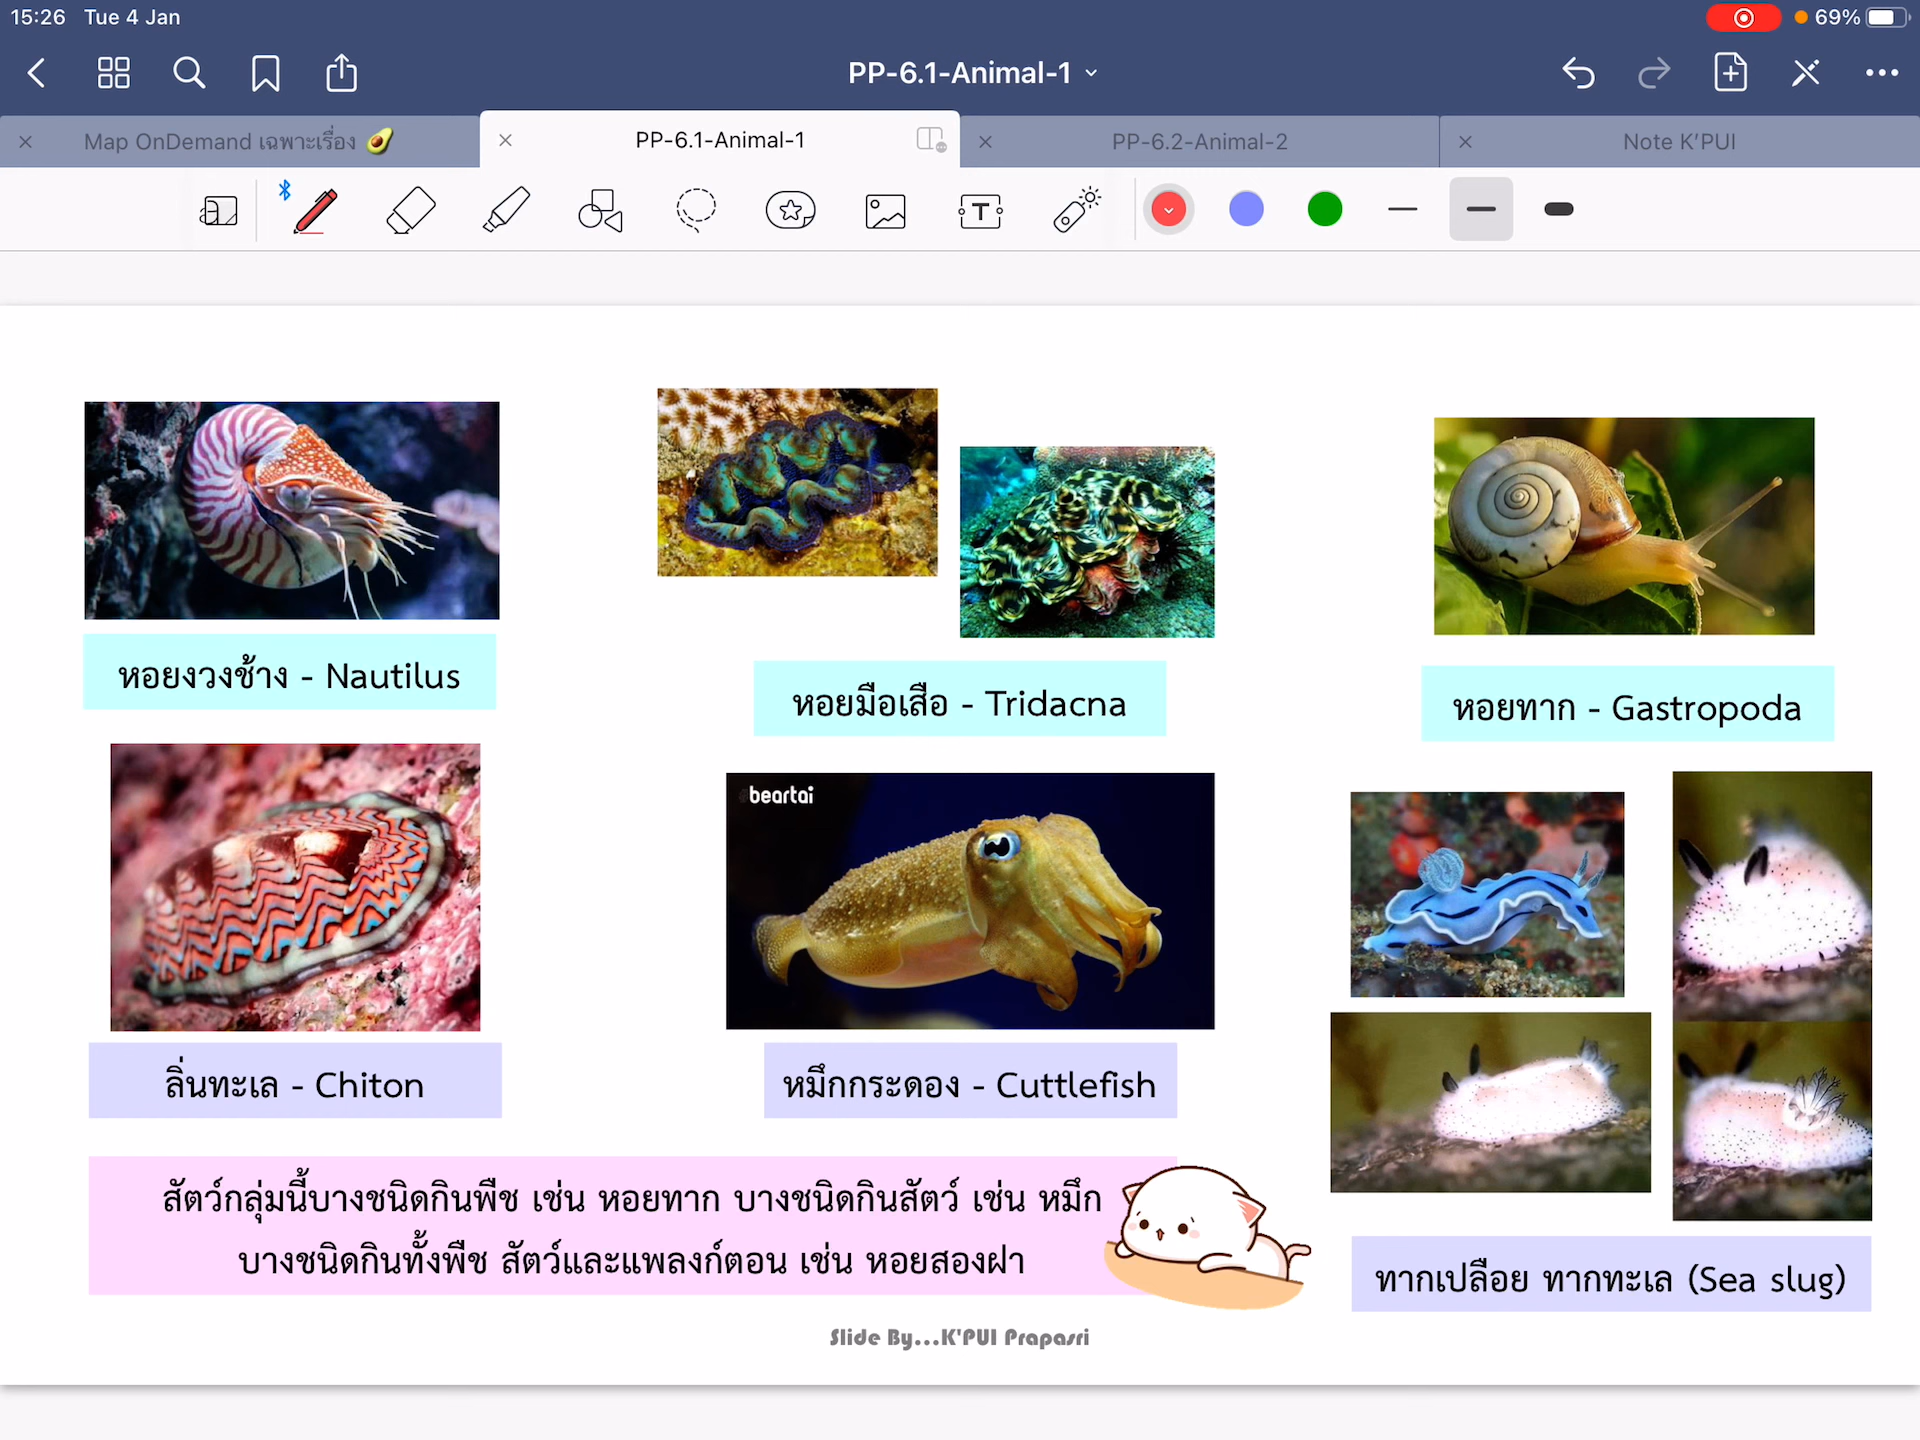 15:26 Tue 4 Jan
69%
PP-6.1-Animal-1
Map OnDemand เฉพาะเรื่อง
PP-6.1-Animal-1
PP-6.2-Animal-2
Note K'PUI
หอยงวงช้าง - Nautilus
หอยมือเสือ - Tridacna
หอยทาก - Gastropoda
beartai
ลิ่นทะเล - Chiton
หมึกกระดอง - Cuttlefish
สัตว์กลุ่มนี้บางชนิดกินพืช เช่น หอยทาก บางชนิดกินสัตว์ เช่น หมึก
บางชนิดกินทั้งพืช สัตว์และแพลงก์ตอน เช่น หอยสองฝา
ทากเปลือย ทากทะเล (Sea slug)
Slide By...K'PUI Prapasri